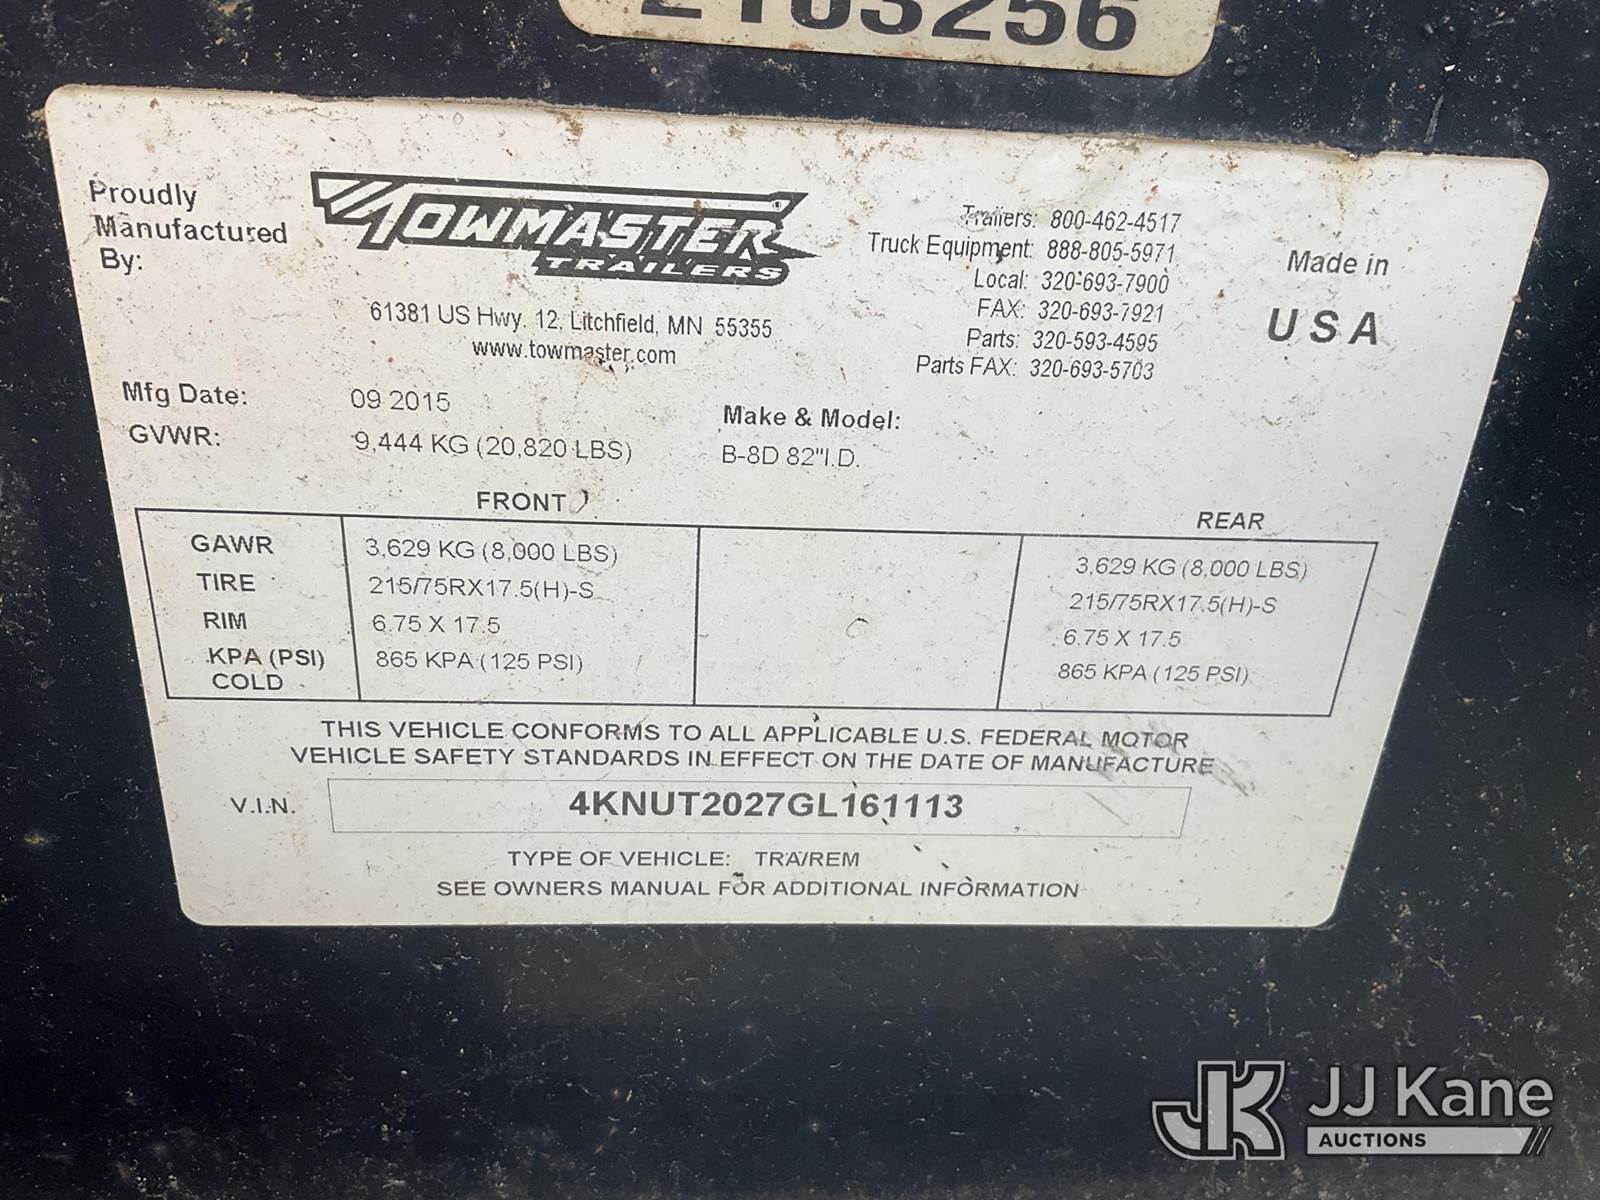 2163256
Proudly
Manufactured
By:
TOWMASTER®
TRAILERS
61381 US Hwy. 12, Litchfield, MN 55355
www.towmaster.com
Trailers: 800-462-4517
Truck Equipment: 888-805-5971
Local: 320-693-7900
FAX: 320-693-7921
Parts: 320-593-4595
Parts FAX: 320-693-5703
Made in
USA
Mfg Date: 09 2015
GVWR: 9,444 KG (20,820 LBS)
Make & Model:
B-8D 82"I.D.
FRONT REAR
GAWR 3,629 KG (8,000 LBS) 3,629 KG (8,000 LBS)
TIRE 215/75RX17.5(H)-S 215/75RX17.5(H)-S
RIM 6.75 X 17.5 6.75 X 17.5
KPA (PSI) 865 KPA (125 PSI) 865 KPA (125 PSI)
COLD
THIS VEHICLE CONFORMS TO ALL APPLICABLE U.S. FEDERAL MOTOR
VEHICLE SAFETY STANDARDS IN EFFECT ON THE DATE OF MANUFACTURE
V.I.N. 4KNUT2027GL161113
TYPE OF VEHICLE: TRA/REM
SEE OWNERS MANUAL FOR ADDITIONAL INFORMATION
JK JJ Kane
AUCTIONS